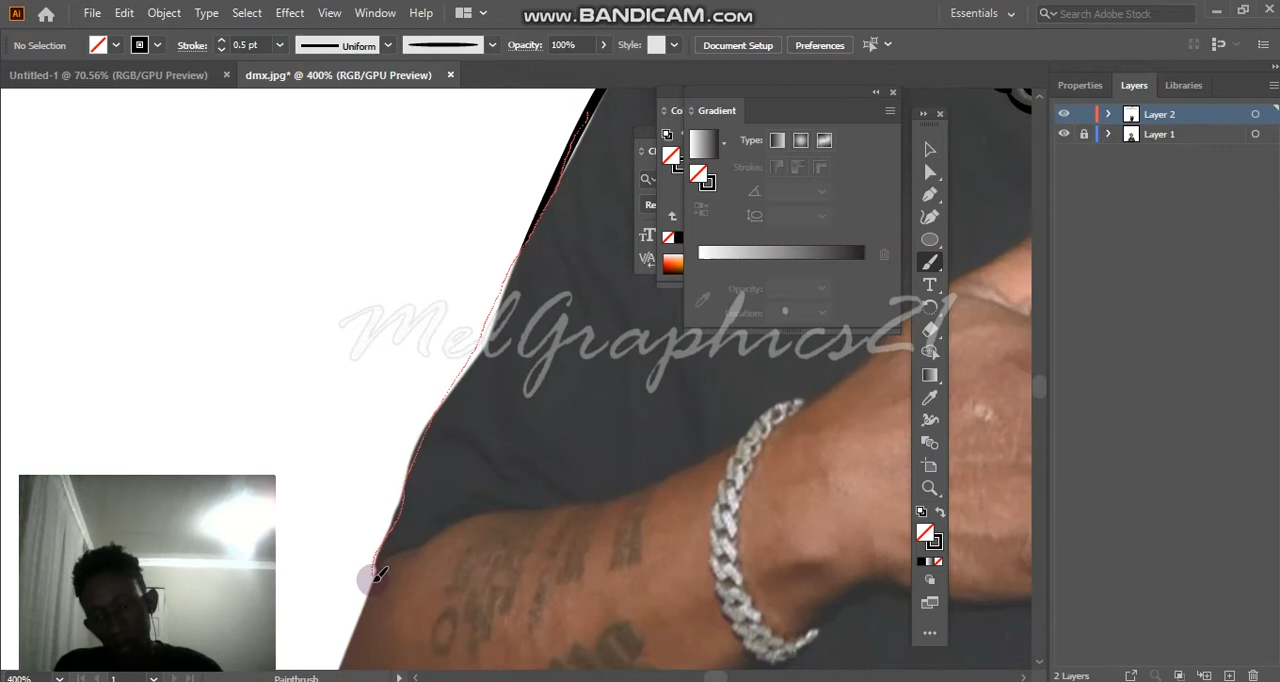 File Edit Object Type Select Effect View Window Help
www.BANDICAM.com
Essentials
Search Adobe Stock
No Selection
Stroke:
0.5 pt
Uniform
Opacity:
100%
Style:
Document Setup
Preferences
Untitled-1 @ 70.56% (RGB/GPU Preview)
dmx.jpg* @ 400% (RGB/GPU Preview)
Properties
Layers
Libraries
Layer 2
Layer 1
Co
Gradient
Type:
Stroke:
Re
Opacity:
Location:
MelGraphics21
400%
1
Paintbrush
2 Layers